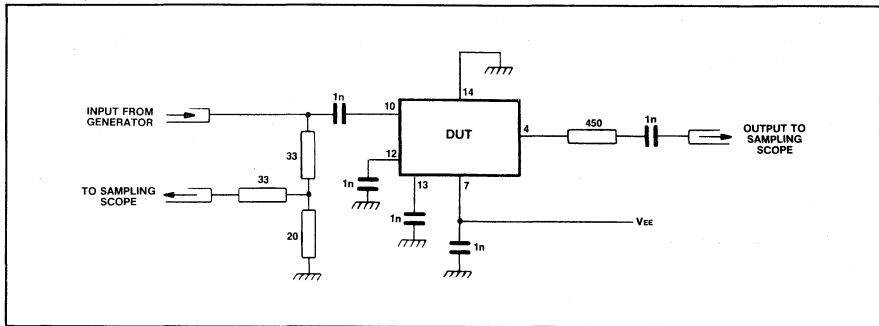 14
1n
10
INPUT FROM
GENERATOR
DUT
4
450
1n
OUTPUT TO
SAMPLING
SCOPE
12
33
1n
13
7
TO SAMPLING
SCOPE
33
1n
VEE
20
1n